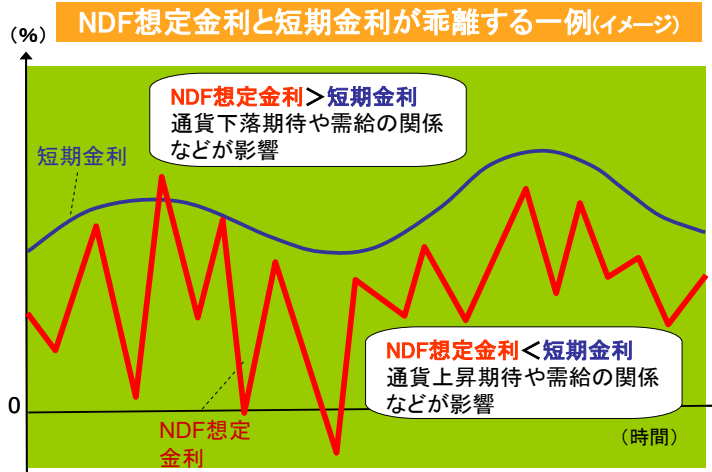 NDF想定金利と短期金利が乖離する一例(イメージ)
(%)
NDF想定金利＞短期金利
通貨下落期待や需給の関係
などが影響
短期金利
NDF想定金利＜短期金利
通貨上昇期待や需給の関係
などが影響
0
NDF想定
金利
(時間)